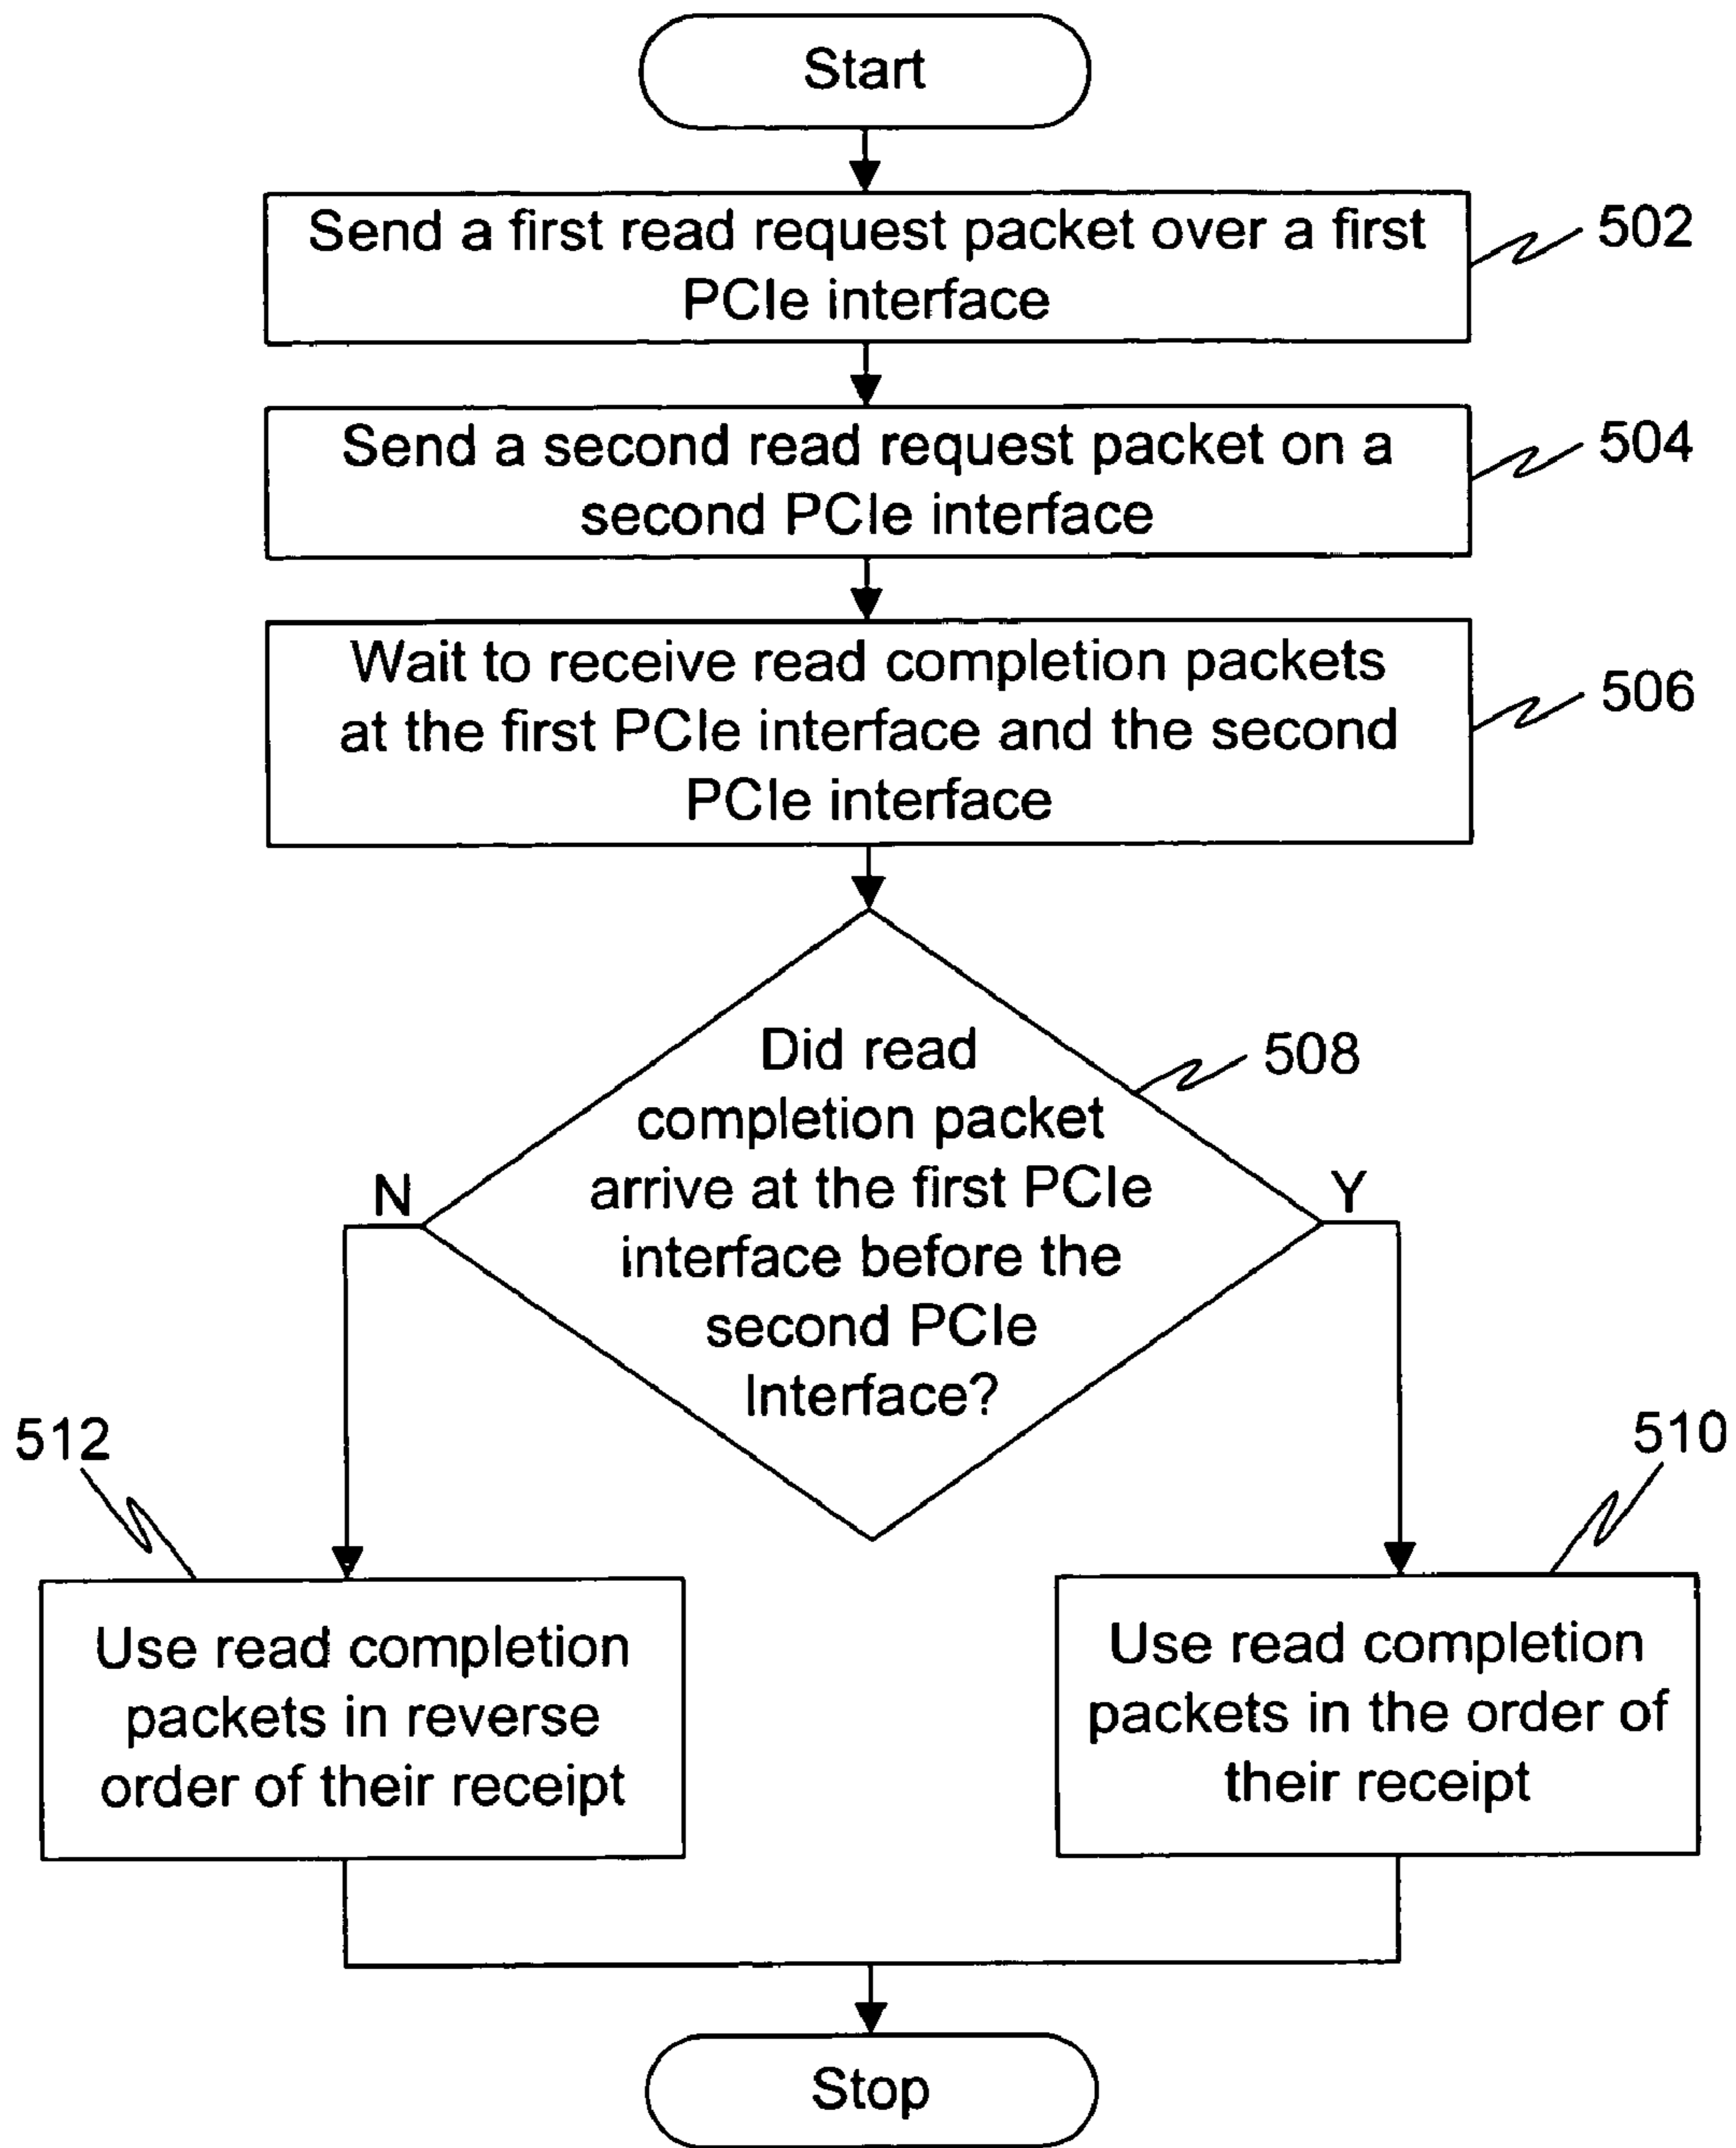 Start
Send a first read request packet over a first
PCIe interface
502
Send a second read request packet on a
second PCIe interface
504
Wait to receive read completion packets
at the first PCIe interface and the second
PCIe interface
506
Did read
completion packet
arrive at the first PCIe
interface before the
second PCIe
Interface?
508
N
Y
512
510
Use read completion
packets in reverse
order of their receipt
Use read completion
packets in the order of
their receipt
Stop